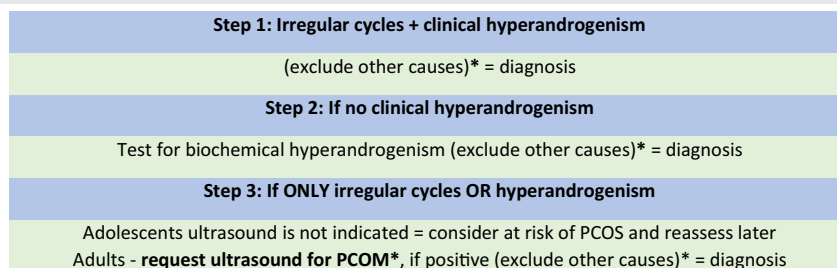 Step 1: Irregular cycles + clinical hyperandrogenism
(exclude other causes)* = diagnosis
Step 2: If no clinical hyperandrogenism
Test for biochemical hyperandrogenism (exclude other causes)* = diagnosis
Step 3: If ONLY irregular cycles OR hyperandrogenism
Adolescents ultrasound is not indicated = consider at risk of PCOS and reassess later
Adults - request ultrasound for PCOM*, if positive (exclude other causes)* = diagnosis